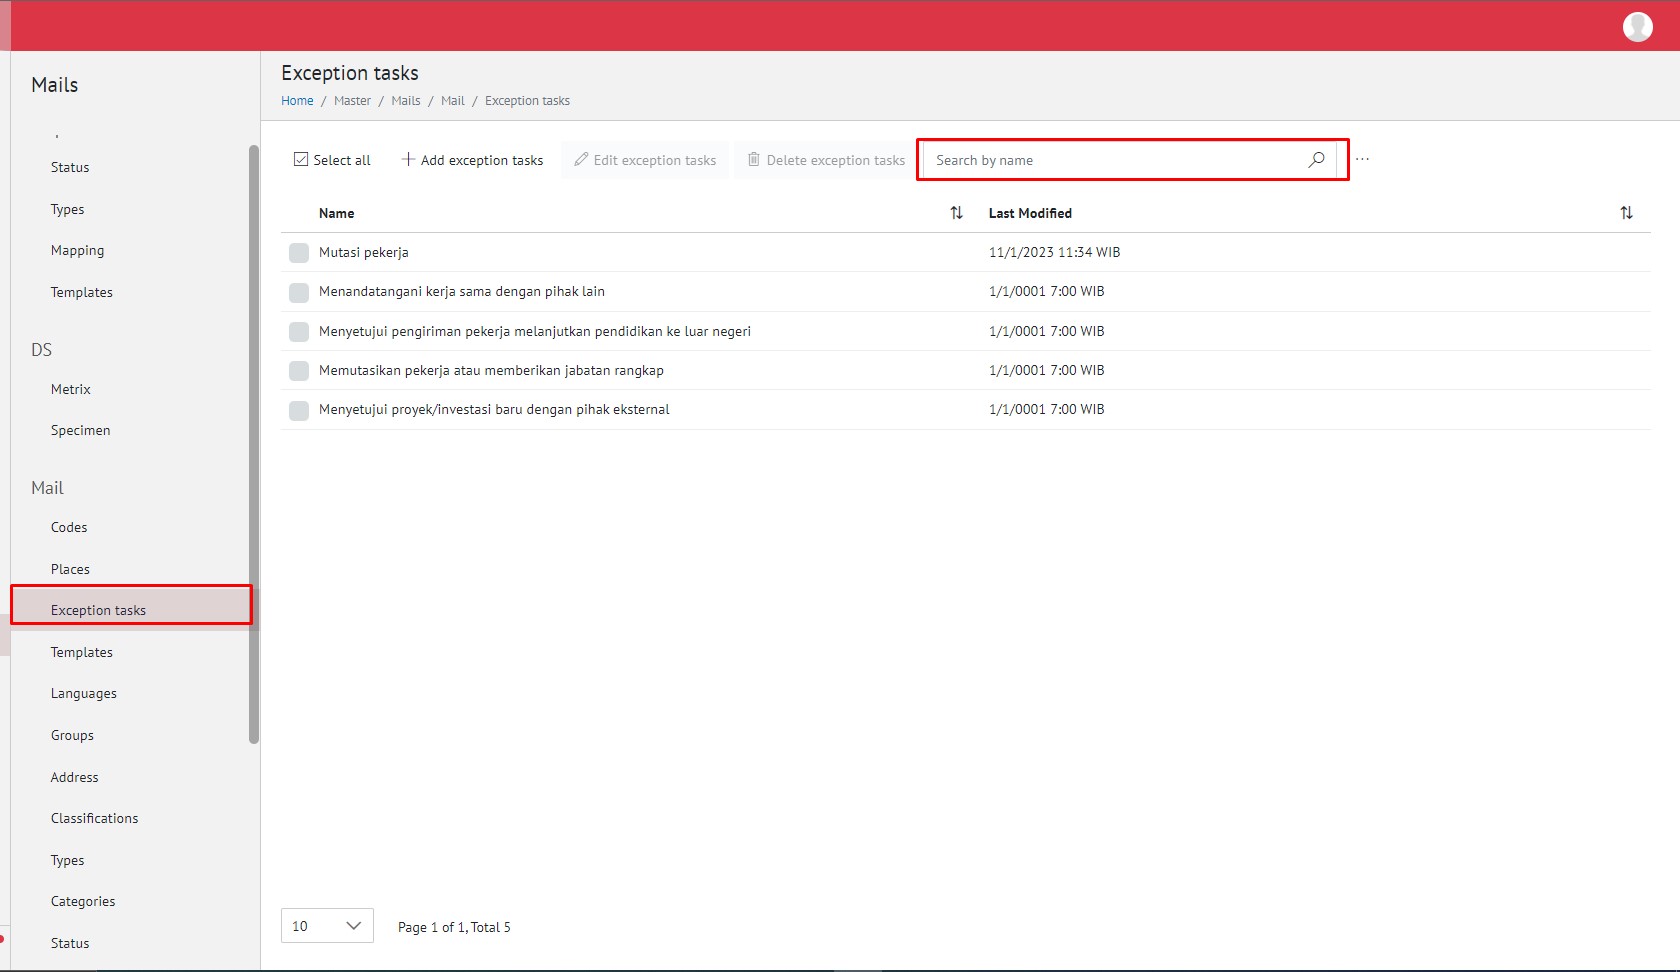 Mails
Status
Types
Mapping
Templates
DS
Metrix
Specimen
Mail
Codes
Places
Exception tasks
Templates
Languages
Groups
Address
Classifications
Types
Categories
Status
Exception tasks
Home / Master / Mails / Mail / Exception tasks
Select all Add exception tasks Edit exception tasks Delete exception tasks Search by name ...
Name Last Modified
Mutasi pekerja 11/1/2023 11:34 WIB
Menandatangani kerja sama dengan pihak lain 1/1/0001 7:00 WIB
Menyetujui pengiriman pekerja melanjutkan pendidikan ke luar negeri 1/1/0001 7:00 WIB
Memutasikan pekerja atau memberikan jabatan rangkap 1/1/0001 7:00 WIB
Menyetujui proyek/investasi baru dengan pihak eksternal 1/1/0001 7:00 WIB
10 Page 1 of 1, Total 5